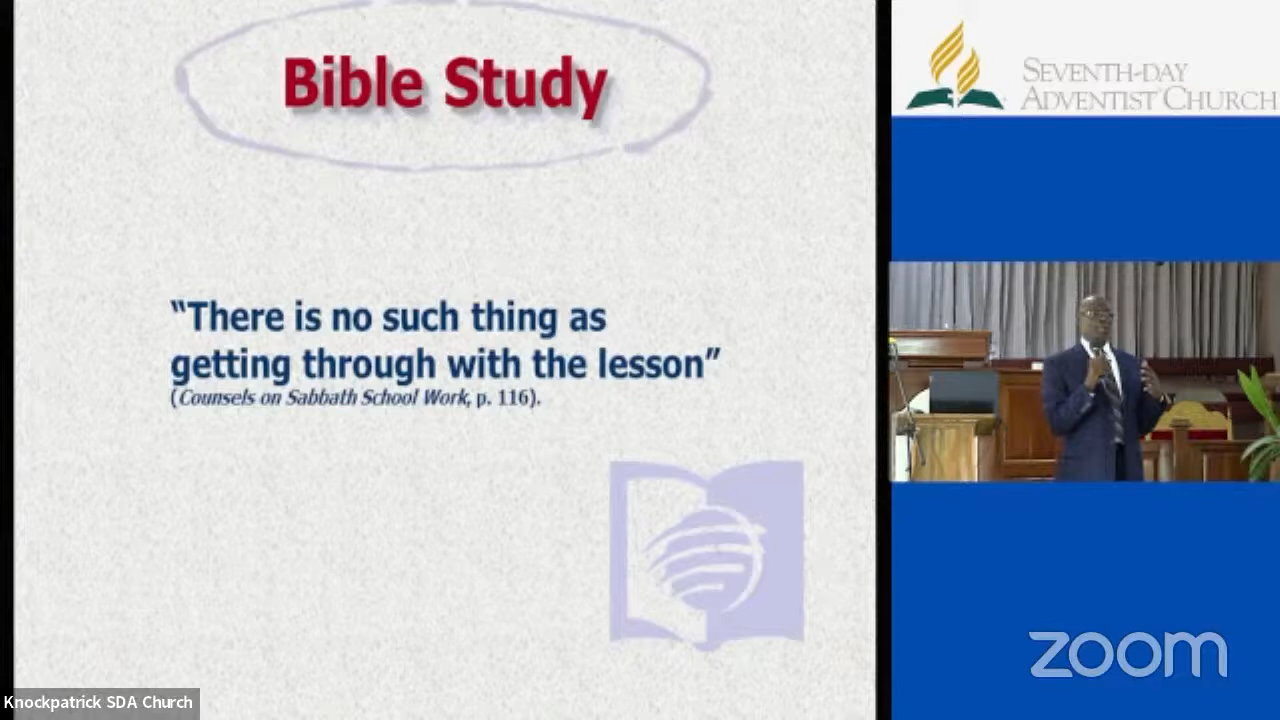 Bible Study
“There is no such thing as
getting through with the lesson”
(Counsels on Sabbath School Work, p. 116).
SEVENTH-DAY
ADVENTIST CHURCH
zoom
Knockpatrick SDA Church